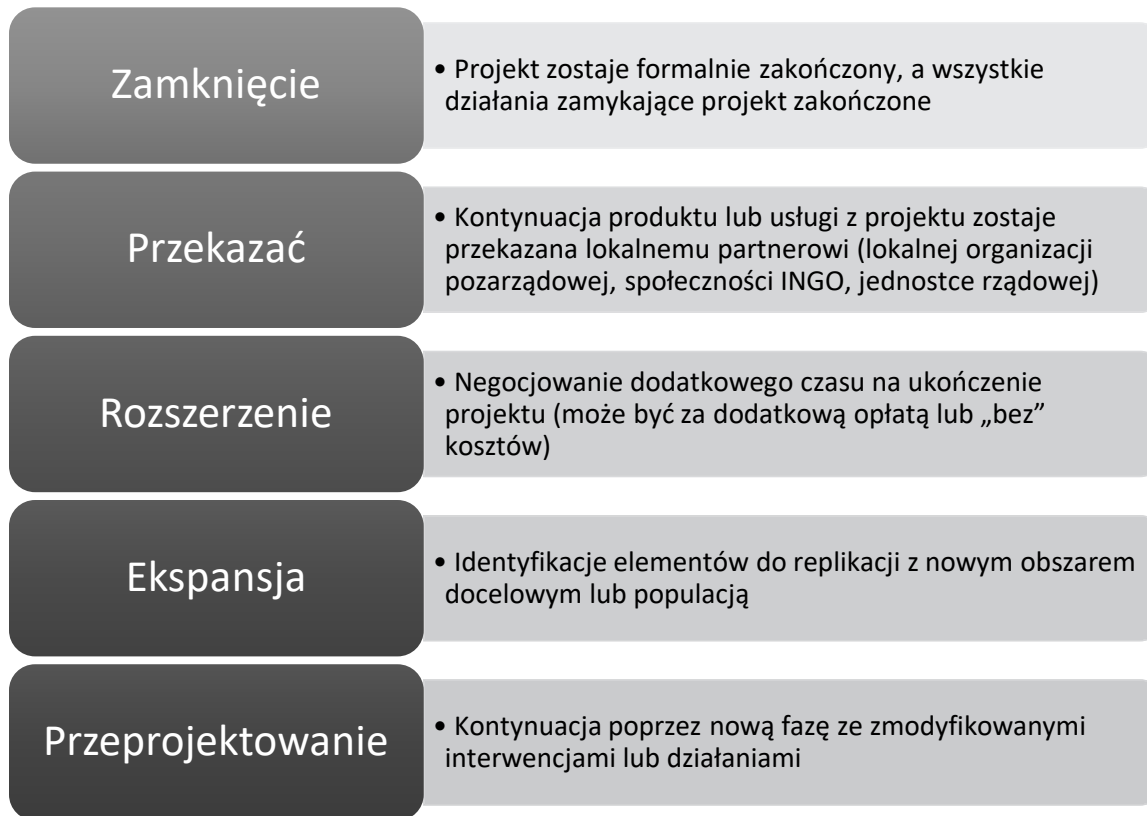 Zamknięcie
• Projekt zostaje formalnie zakończony, a wszystkie
działania zamykające projekt zakończone
Przekazać
• Kontynuacja produktu lub usługi z projektu zostaje
przekazana lokalnemu partnerowi (lokalnej organizacji
pozarządowej, społeczności INGO, jednostce rządowej)
Rozszerzenie
• Negocjowanie dodatkowego czasu na ukończenie
projektu (może być za dodatkową opłatą lub „bez”
kosztów)
Ekspansja
• Identyfikacje elementów do replikacji z nowym obszarem
docelowym lub populacją
Przeprojektowanie
• Kontynuacja poprzez nową fazę ze zmodyfikowanymi
interwencjami lub działaniami